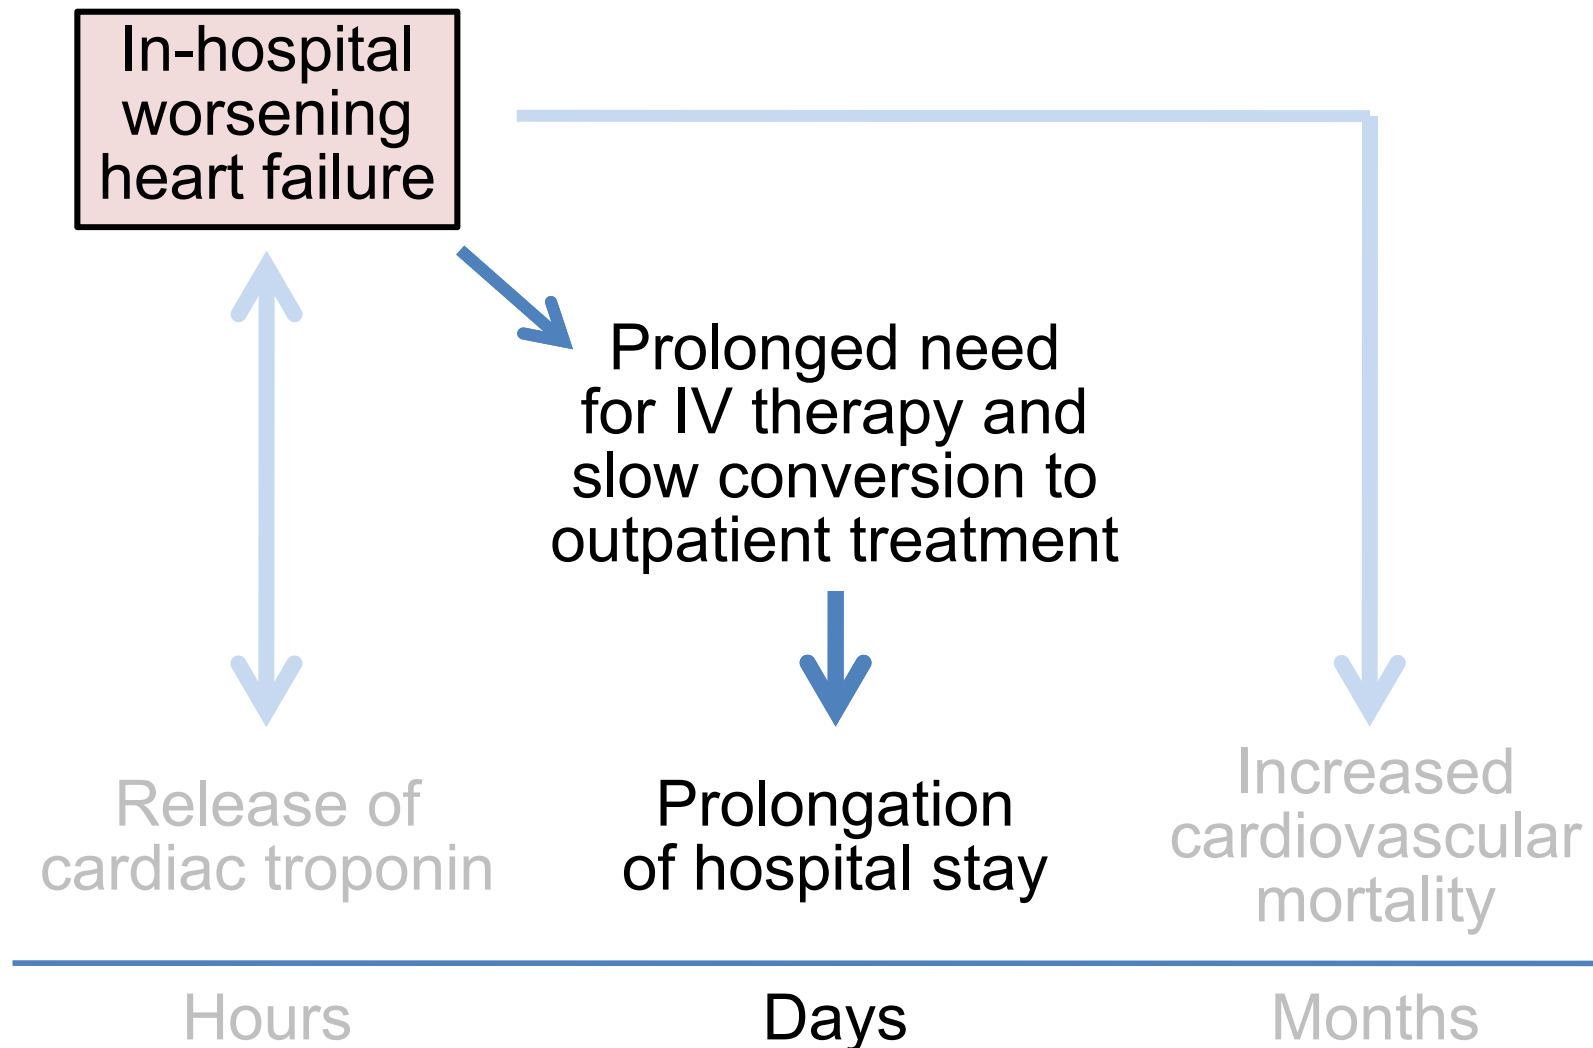 In-hospital
worsening
heart failure
Prolonged need
for IV therapy and
slow conversion to
outpatient treatment
Release of
cardiac troponin
Prolongation
of hospital stay
Increased
cardiovascular
mortality
Hours
Days
Months